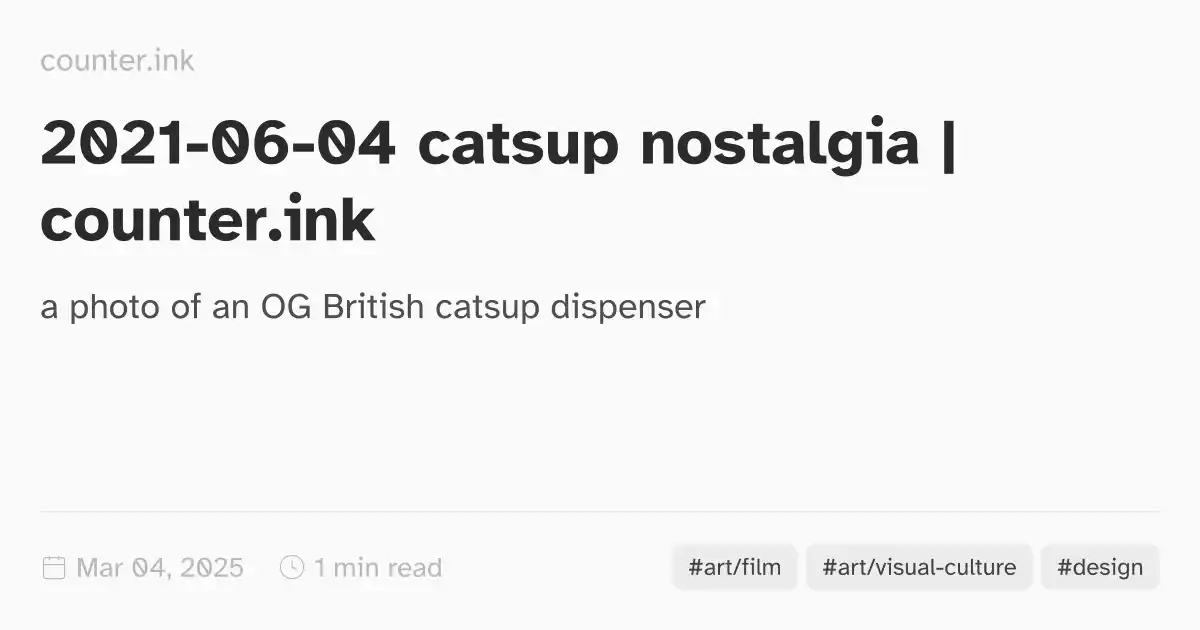 counter.ink
2021-06-04 catsup nostalgia |
counter.ink
a photo of an OG British catsup dispenser
Mar 04, 2025
1 min read
#art/film
#art/visual-culture
#design